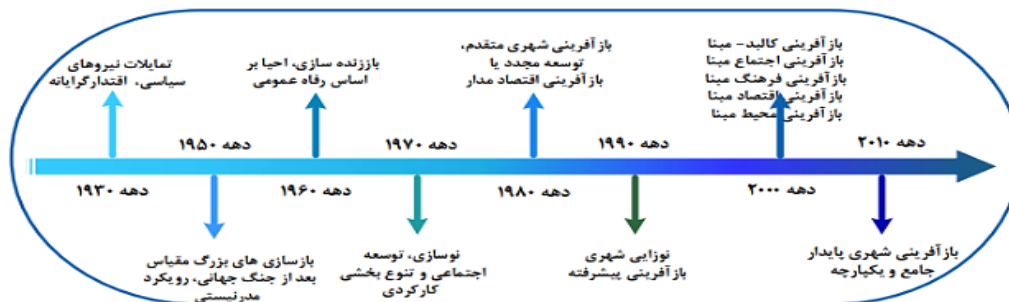 تمایلات نیروهای
سیاسی، اقتدارگرایانه
باززنده سازی، احیا بر
اساس رفاه عمومی
بازآفرینی شهری متقدم،
توسعه مجدد یا
بازآفرینی اقتصاد مدار
بازآفرینی کالبد- مبنا
بازآفرینی اجتماع مبنا
بازآفرینی فرهنگ مبنا
بازآفرینی اقتصاد مبنا
بازآفرینی محیط مبنا
دهه ۱۹۵۰
دهه ۱۹۷۰
دهه ۱۹۹۰
دهه ۲۰۱۰
دهه ۱۹۳۰
دهه ۱۹۶۰
دهه ۱۹۸۰
دهه ۲۰۰۰
بازسازی های بزرگ مقیاس
بعد از جنگ جهانی، رویکرد
مدرنیستی
نوسازی، توسعه
اجتماعی و تنوع بخشی
کارکردی
نوزایی شهری
بازآفرینی پیشرفته
بازآفرینی شهری پایدار
جامع و یکپارچه